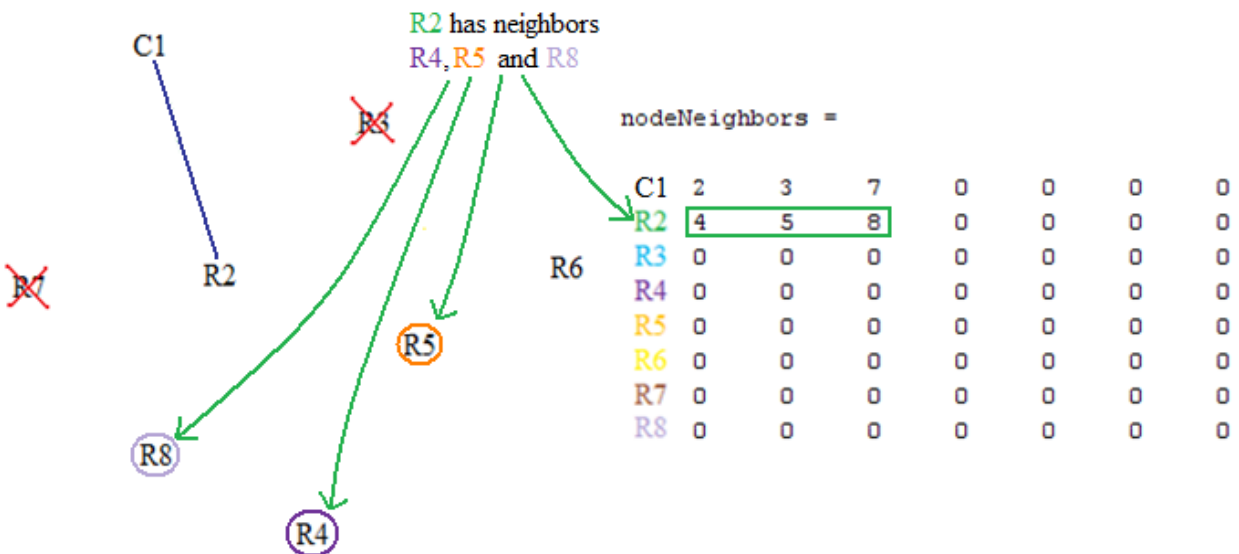 R2 has neighbors
R4, R5 and R8
C1
R3
R2
R7
R6
R5
R8
R4
nodeNeighbors =
C1 2 3 7 0 0 0 0
R2 4 5 8 0 0 0 0
R3 0 0 0 0 0 0 0
R4 0 0 0 0 0 0 0
R5 0 0 0 0 0 0 0
R6 0 0 0 0 0 0 0
R7 0 0 0 0 0 0 0
R8 0 0 0 0 0 0 0